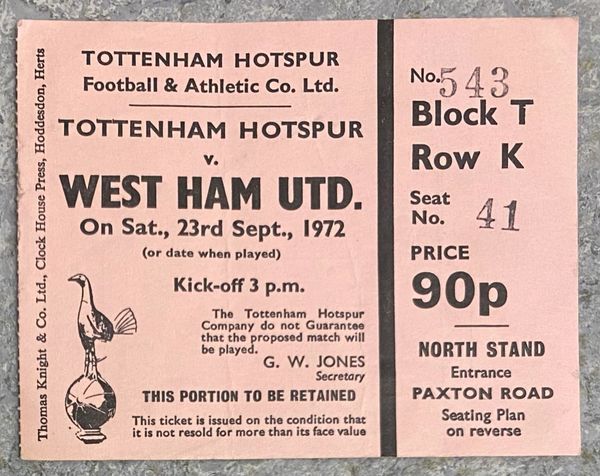 Thomas Knight & Co. Ltd., Clock House Press, Hoddesdon, Herts
TOTTENHAM HOTSPUR
Football & Athletic Co. Ltd.
TOTTENHAM HOTSPUR
v.
WEST HAM UTD.
On Sat., 23rd Sept., 1972
(or date when played)
Kick-off 3 p.m.
The Tottenham Hotspur
Company do not Guarantee
that the proposed match will
be played.
G. W. JONES
Secretary
THIS PORTION TO BE RETAINED
This ticket is issued on the condition that
it is not resold for more than its face value
No. 543
Block T
Row K
Seat
No. 41
PRICE
90p
NORTH STAND
Entrance
PAXTON ROAD
Seating Plan
on reverse